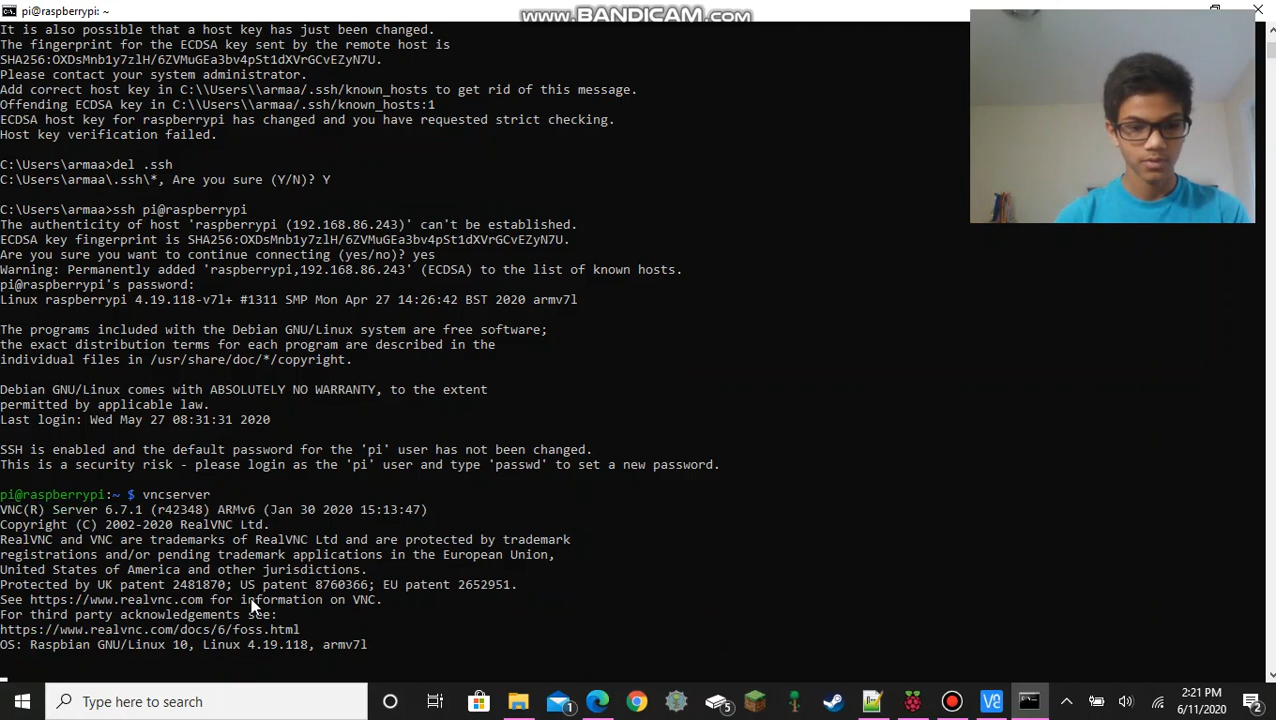 pi@raspberrypi: ~
www.BANDICAM.com
It is also possible that a host key has just been changed.
The fingerprint for the ECDSA key sent by the remote host is
SHA256:OXDsMnb1y7zlH/6ZVMuGEa3bv4pSt1dXVrGCvEZyN7U.
Please contact your system administrator.
Add correct host key in C:\\Users\\armaa/.ssh/known_hosts to get rid of this message.
Offending ECDSA key in C:\\Users\\armaa/.ssh/known_hosts:1
ECDSA host key for raspberrypi has changed and you have requested strict checking.
Host key verification failed.
C:\Users\armaa>del .ssh
C:\Users\armaa\.ssh\*, Are you sure (Y/N)? Y
C:\Users\armaa>ssh pi@raspberrypi
The authenticity of host 'raspberrypi (192.168.86.243)' can't be established.
ECDSA key fingerprint is SHA256:OXDsMnb1y7zlH/6ZVMuGEa3bv4pSt1dXVrGCvEZyN7U.
Are you sure you want to continue connecting (yes/no)? yes
Warning: Permanently added 'raspberrypi,192.168.86.243' (ECDSA) to the list of known hosts.
pi@raspberrypi's password:
Linux raspberrypi 4.19.118-v7l+ #1311 SMP Mon Apr 27 14:26:42 BST 2020 armv7l
The programs included with the Debian GNU/Linux system are free software;
the exact distribution terms for each program are described in the
individual files in /usr/share/doc/*/copyright.
Debian GNU/Linux comes with ABSOLUTELY NO WARRANTY, to the extent
permitted by applicable law.
Last login: Wed May 27 08:31:31 2020
SSH is enabled and the default password for the 'pi' user has not been changed.
This is a security risk - please login as the 'pi' user and type 'passwd' to set a new password.
pi@raspberrypi:~ $ vncserver
VNC(R) Server 6.7.1 (r42348) ARMv6 (Jan 30 2020 15:13:47)
Copyright (C) 2002-2020 RealVNC Ltd.
RealVNC and VNC are trademarks of RealVNC Ltd and are protected by trademark
registrations and/or pending trademark applications in the European Union,
United States of America and other jurisdictions.
Protected by UK patent 2481870; US patent 8760366; EU patent 2652951.
See https://www.realvnc.com for information on VNC.
For third party acknowledgements see:
https://www.realvnc.com/docs/6/foss.html
OS: Raspbian GNU/Linux 10, Linux 4.19.118, armv7l
Type here to search
1
5
2:21 PM
6/11/2020
2